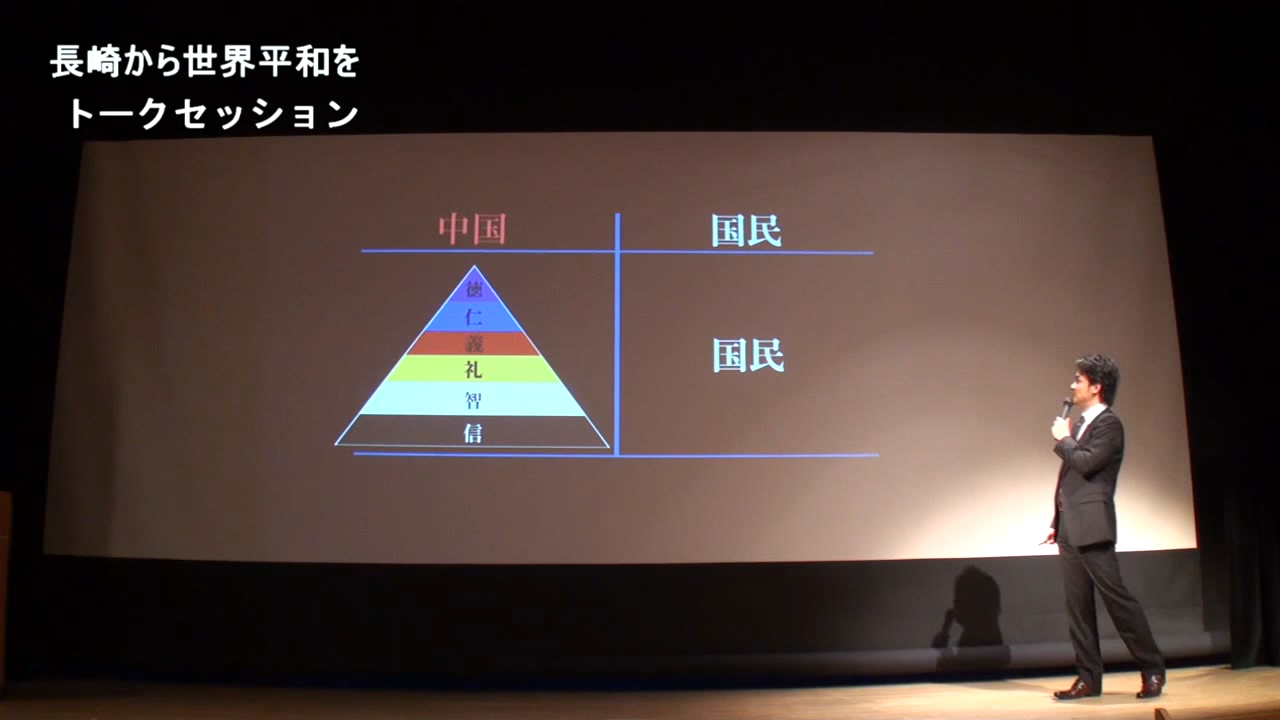 長崎から世界平和を
トークセッション
中国
国民
徳
仁
義
礼
智
信
国民